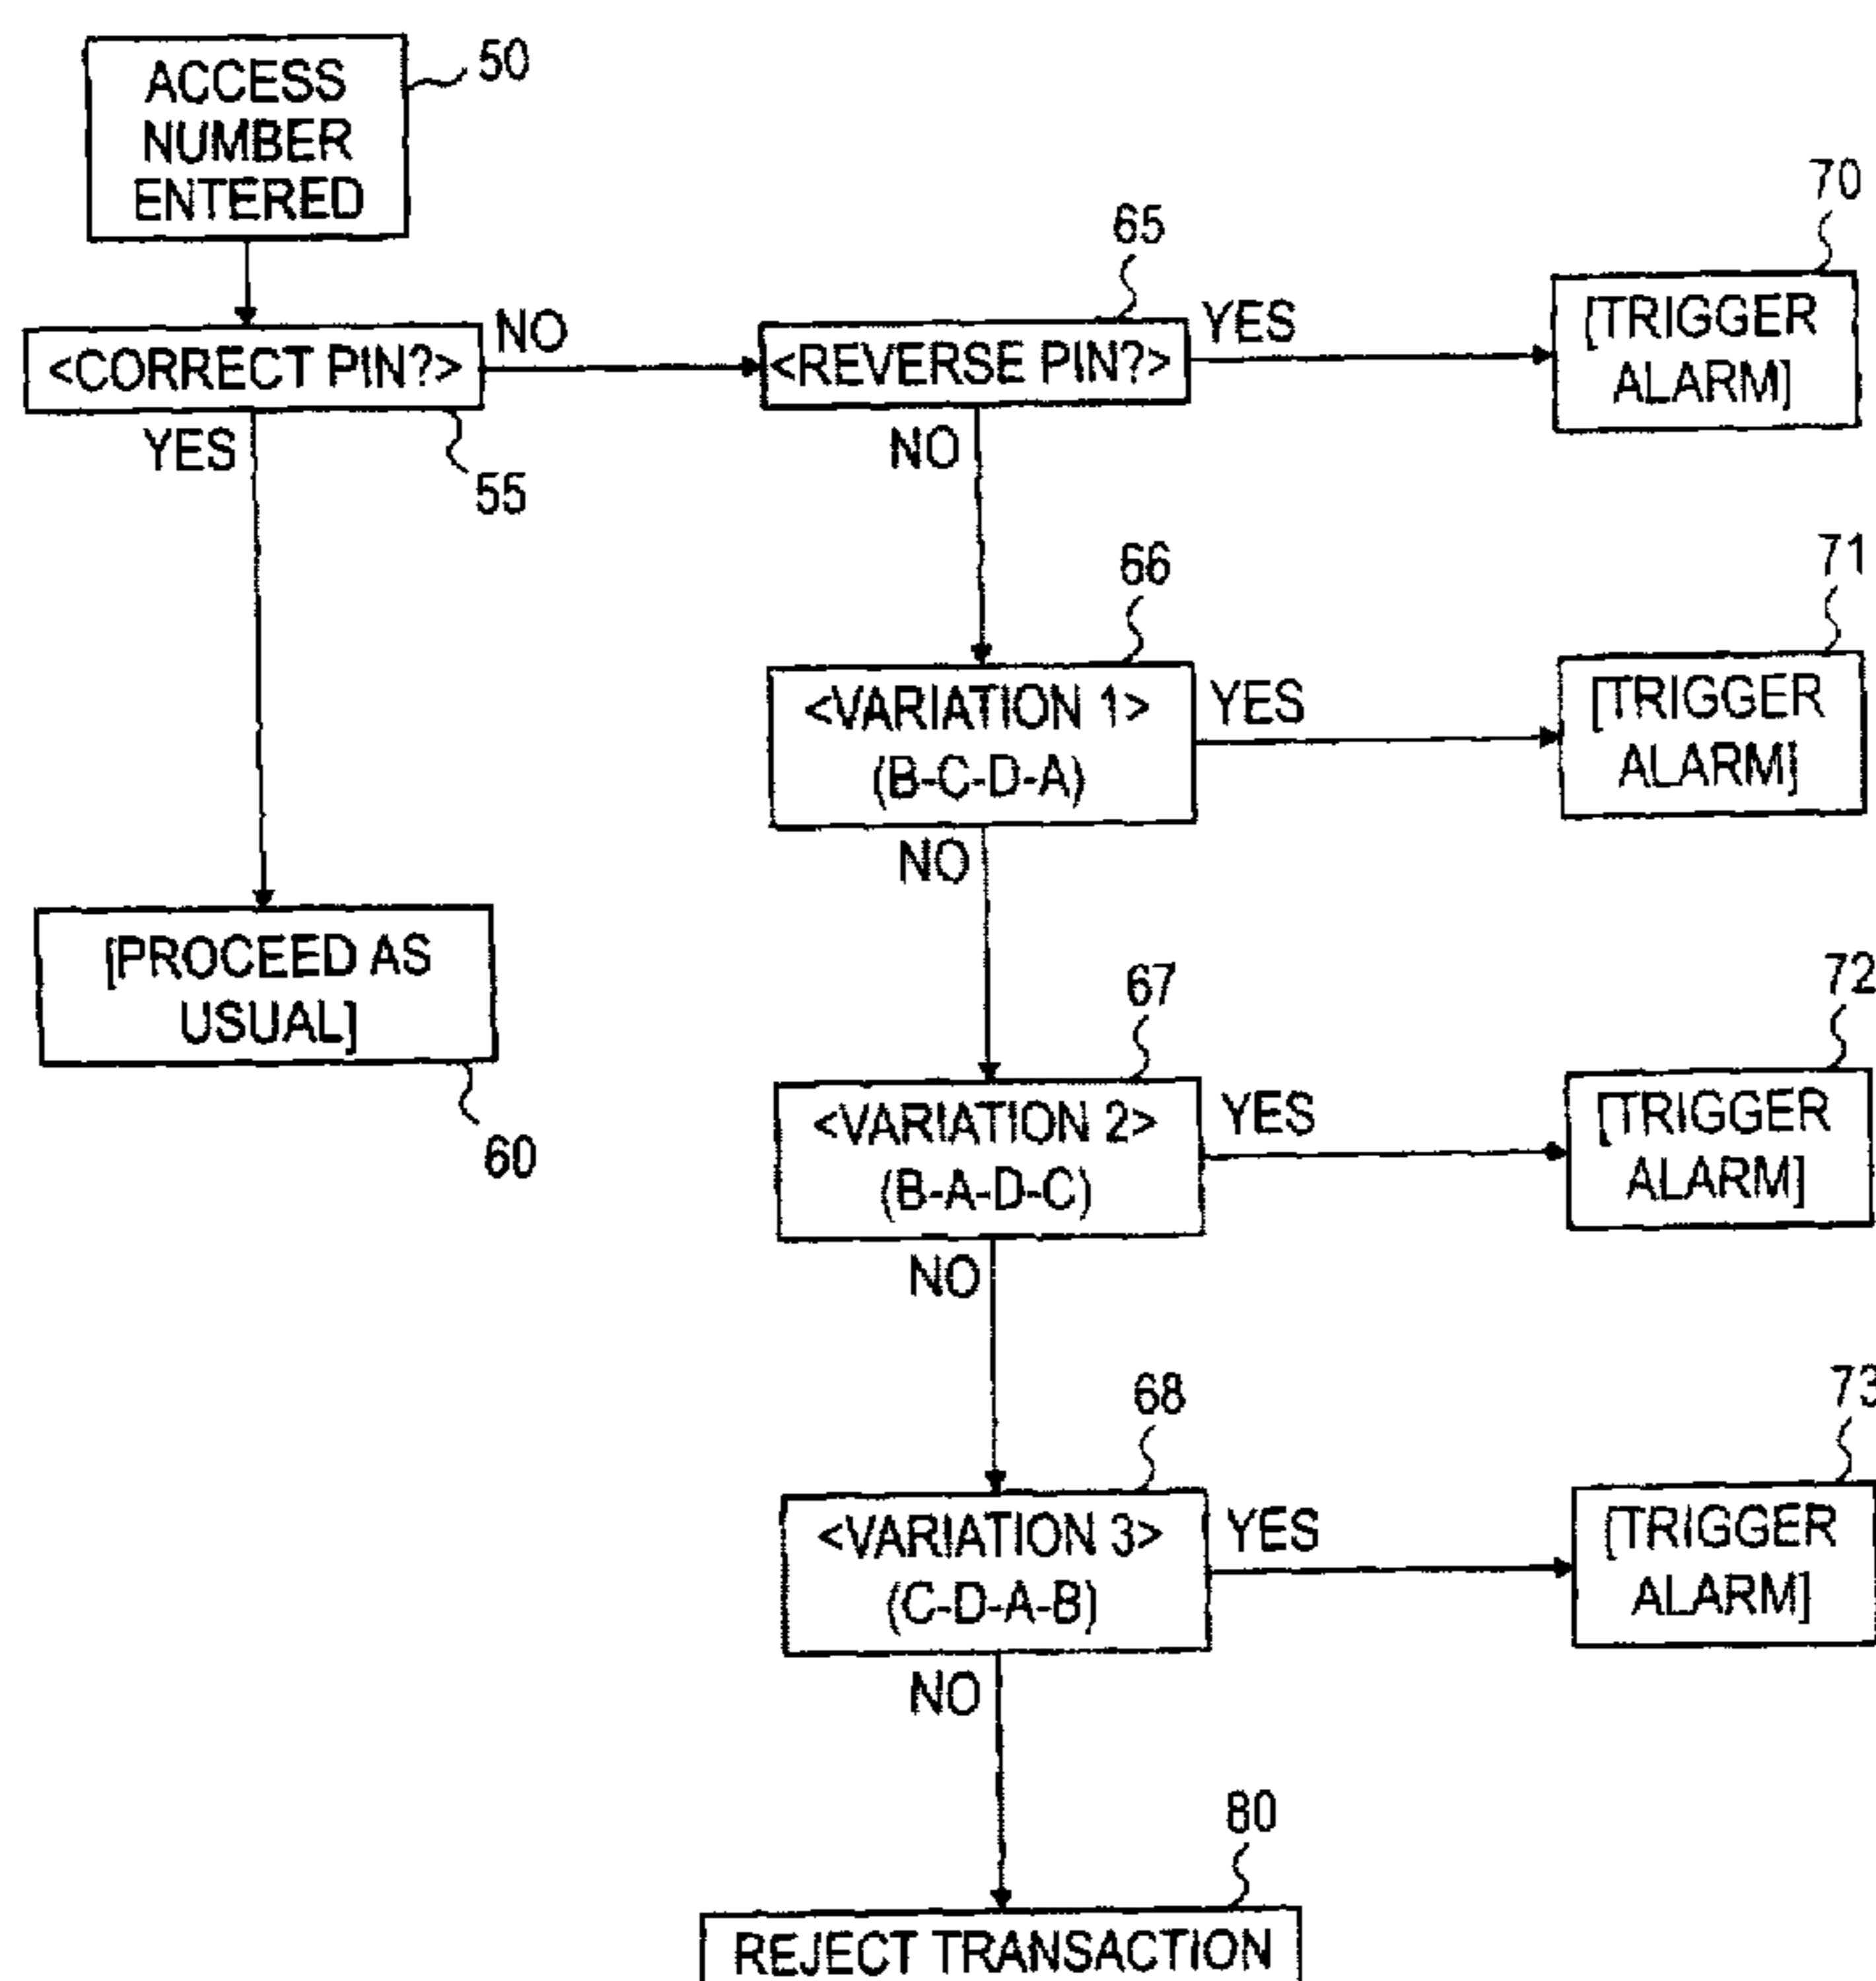 ACCESS
NUMBER
ENTERED
50
<CORRECT PIN?>
NO
YES
55
[PROCEED AS
USUAL]
60
65
<REVERSE PIN?>
YES
NO
70
[TRIGGER
ALARM]
66
<VARIATION 1>
(B-C-D-A)
YES
NO
71
[TRIGGER
ALARM]
67
<VARIATION 2>
(B-A-D-C)
YES
NO
72
[TRIGGER
ALARM]
68
<VARIATION 3>
(C-D-A-B)
YES
NO
73
[TRIGGER
ALARM]
80
REJECT TRANSACTION